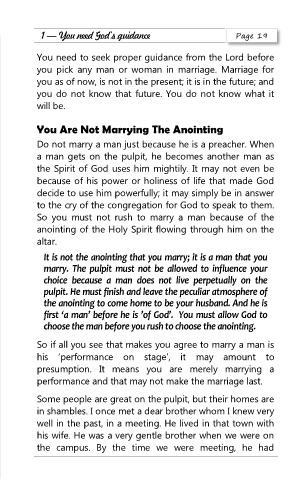 1 — You need God's guidance Page 19
You need to seek proper guidance from the Lord before
you pick any man or woman in marriage. Marriage for
you as of now, is not in the present; it is in the future; and
you do not know that future. You do not know what it
will be.
You Are Not Marrying The Anointing
Do not marry a man just because he is a preacher. When
a man gets on the pulpit, he becomes another man as
the Spirit of God uses him mightily. It may not even be
because of his power or holiness of life that made God
decide to use him powerfully; it may simply be in answer
to the cry of the congregation for God to speak to them.
So you must not rush to marry a man because of the
anointing of the Holy Spirit flowing through him on the
altar.
It is not the anointing that you marry; it is a man that you
marry. The pulpit must not be allowed to influence your
choice because a man does not live perpetually on the
pulpit. He must finish and leave the peculiar atmosphere of
the anointing to come home to be your husband. And he is
first ‘a man’ before he is ’of God’. You must allow God to
choose the man before you rush to choose the anointing.
So if all you see that makes you agree to marry a man is
his ‘performance on stage’, it may amount to
presumption. It means you are merely marrying a
performance and that may not make the marriage last.
Some people are great on the pulpit, but their homes are
in shambles. I once met a dear brother whom I knew very
well in the past, in a meeting. He lived in that town with
his wife. He was a very gentle brother when we were on
the campus. By the time we were meeting, he had